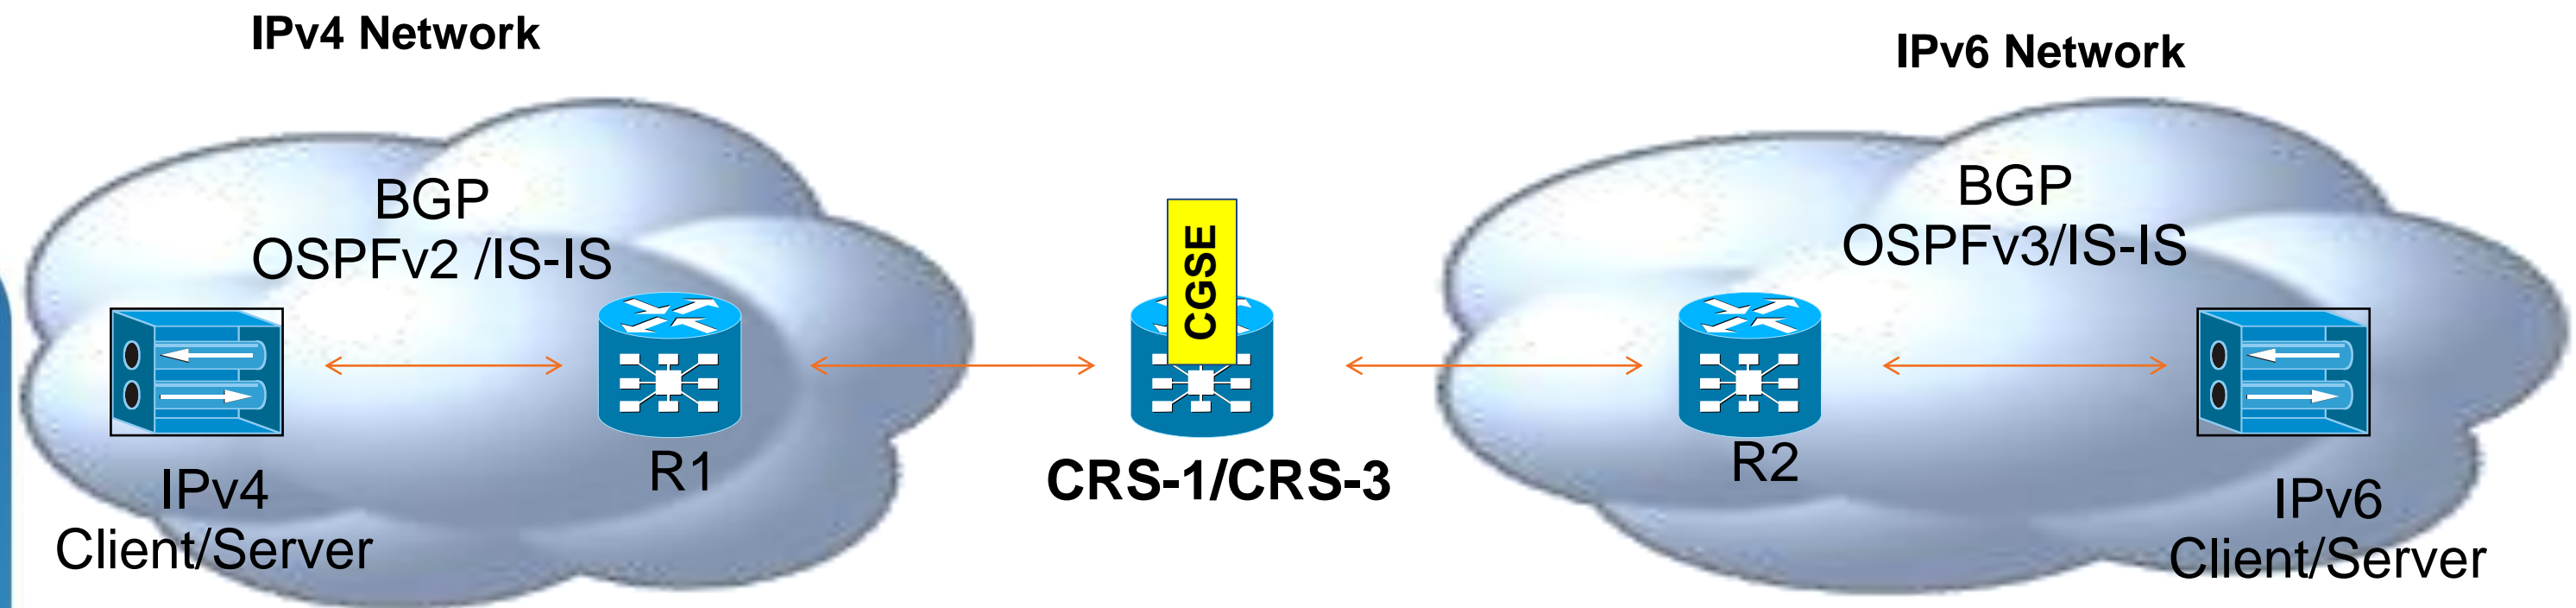 IPv4 Network
IPv6 Network
BGP
OSPFv2 /IS-IS
BGP
OSPFv3/IS-IS
CGSE
R1
R2
CRS-1/CRS-3
IPv4
Client/Server
IPv6
Client/Server